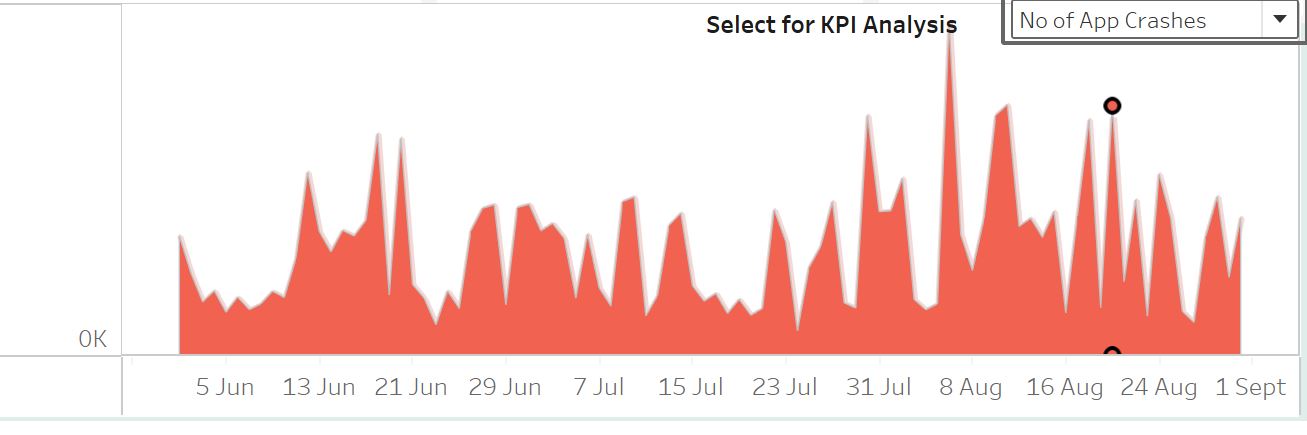 Select for KPI Analysis
No of App Crashes
0K
5 Jun 13 Jun 21 Jun 29 Jun 7 Jul 15 Jul 23 Jul 31 Jul 8 Aug 16 Aug 24 Aug 1 Sept